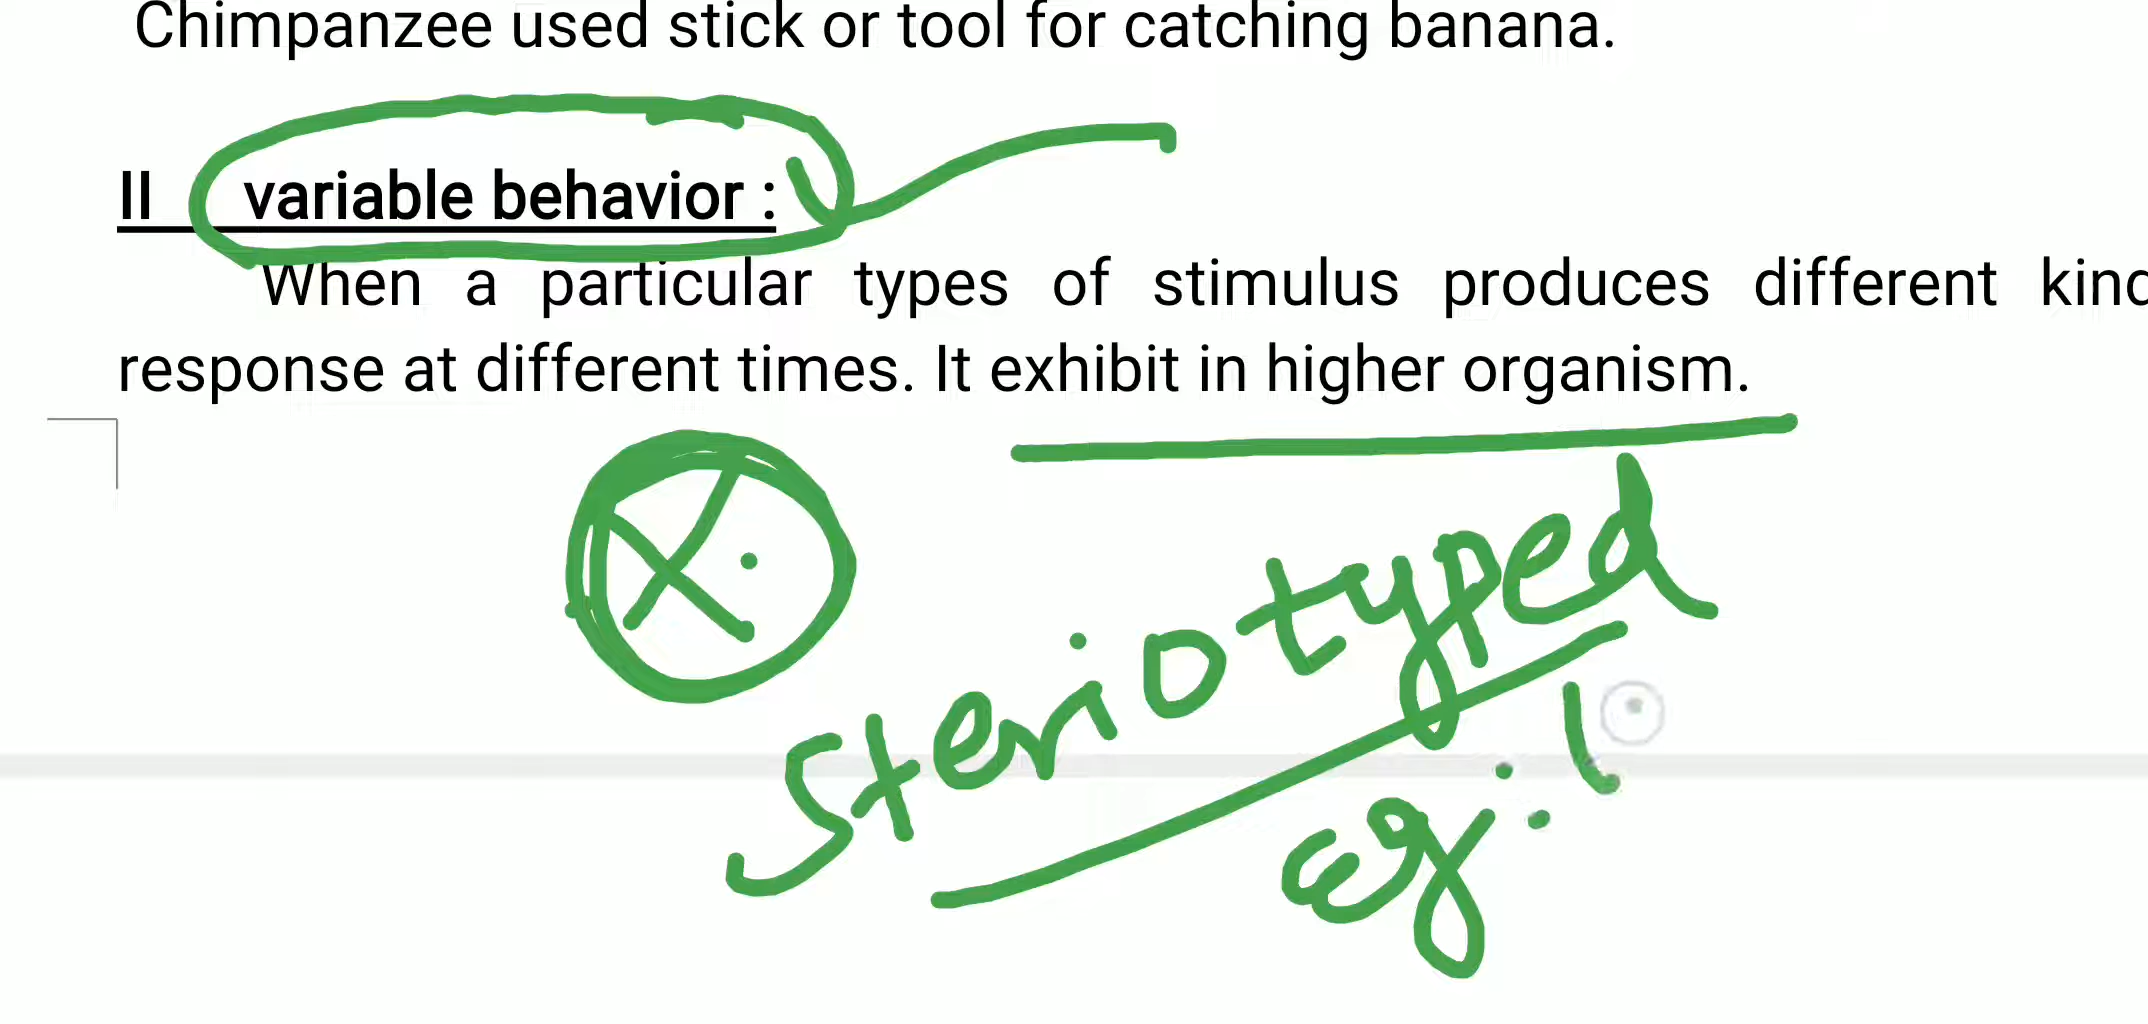 Chimpanzee used stick or tool for catching banana.
II variable behavior :
When a particular types of stimulus produces different kind
response at different times. It exhibit in higher organism.
Steriotyped
eg :